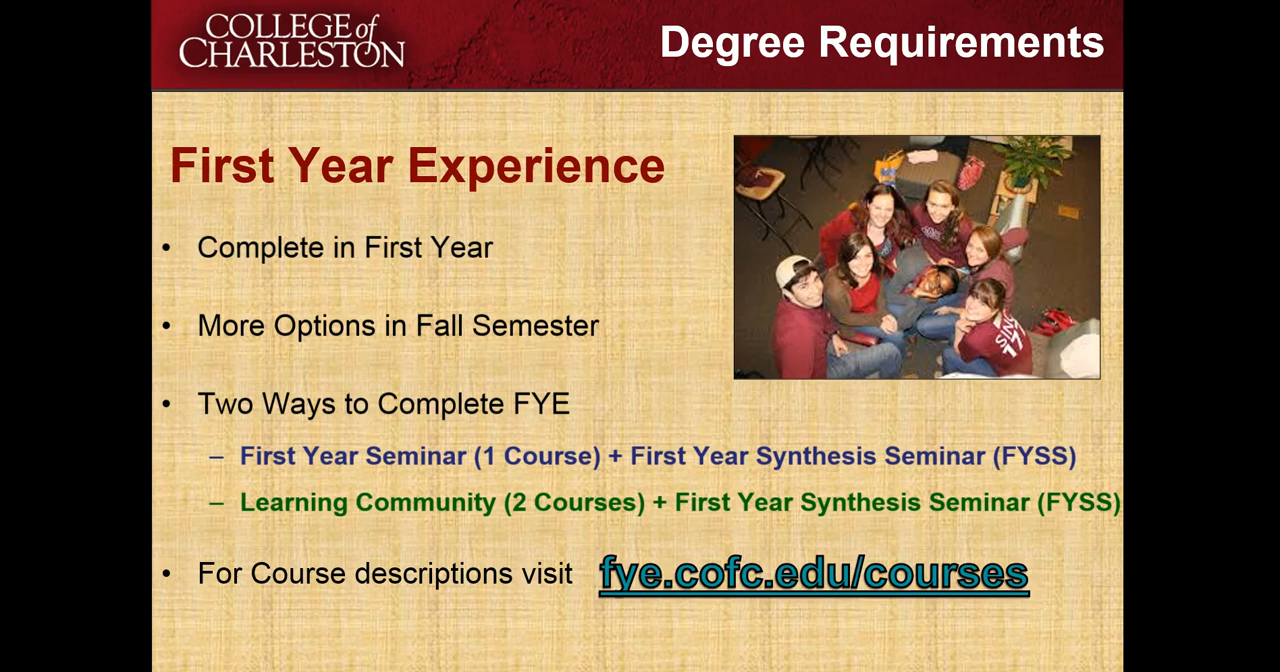 COLLEGE of
CHARLESTON
Degree Requirements
First Year Experience
• Complete in First Year
• More Options in Fall Semester
• Two Ways to Complete FYE
– First Year Seminar (1 Course) + First Year Synthesis Seminar (FYSS)
– Learning Community (2 Courses) + First Year Synthesis Seminar (FYSS)
• For Course descriptions visit fye.cofc.edu/courses